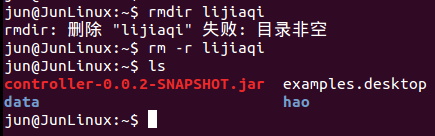 jun@JunLinux:~$ rmdir lijiaqi
rmdir: 删除 "lijiaqi" 失败: 目录非空
jun@JunLinux:~$ rm -r lijiaqi
jun@JunLinux:~$ ls
controller-0.0.2-SNAPSHOT.jar  examples.desktop
data                           hao
jun@JunLinux:~$